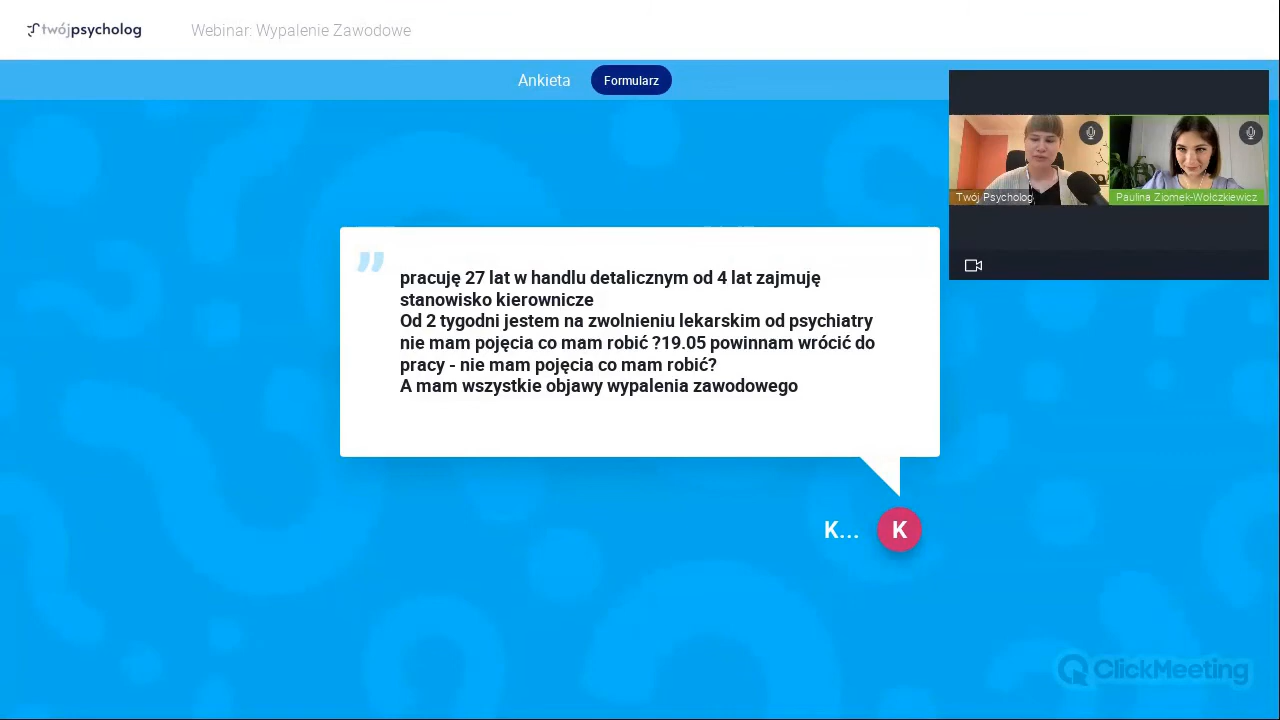 twójpsycholog
Webinar: Wypalenie Zawodowe
Ankieta
Formularz
Twój Psycholog
Paulina Ziomek-Wołczkiewicz
pracuję 27 lat w handlu detalicznym od 4 lat zajmuję
stanowisko kierownicze
Od 2 tygodni jestem na zwolnieniu lekarskim od psychiatry
nie mam pojęcia co mam robić ?19.05 powinnam wrócić do
pracy - nie mam pojęcia co mam robić?
A mam wszystkie objawy wypalenia zawodowego
K...
K
ClickMeeting